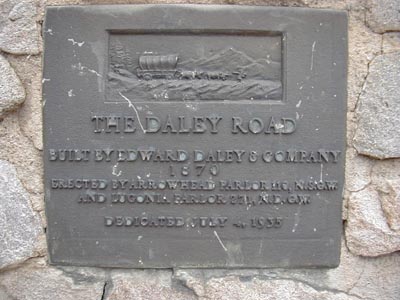 THE DALEY ROAD
BUILT BY EDWARD DALEY & COMPANY
1870
ERECTED BY ARROWHEAD PARLOR 110, N.S.G.W.
AND LUGONIA PARLOR 271, N.D.G.W.
DEDICATED JULY 4, 1935